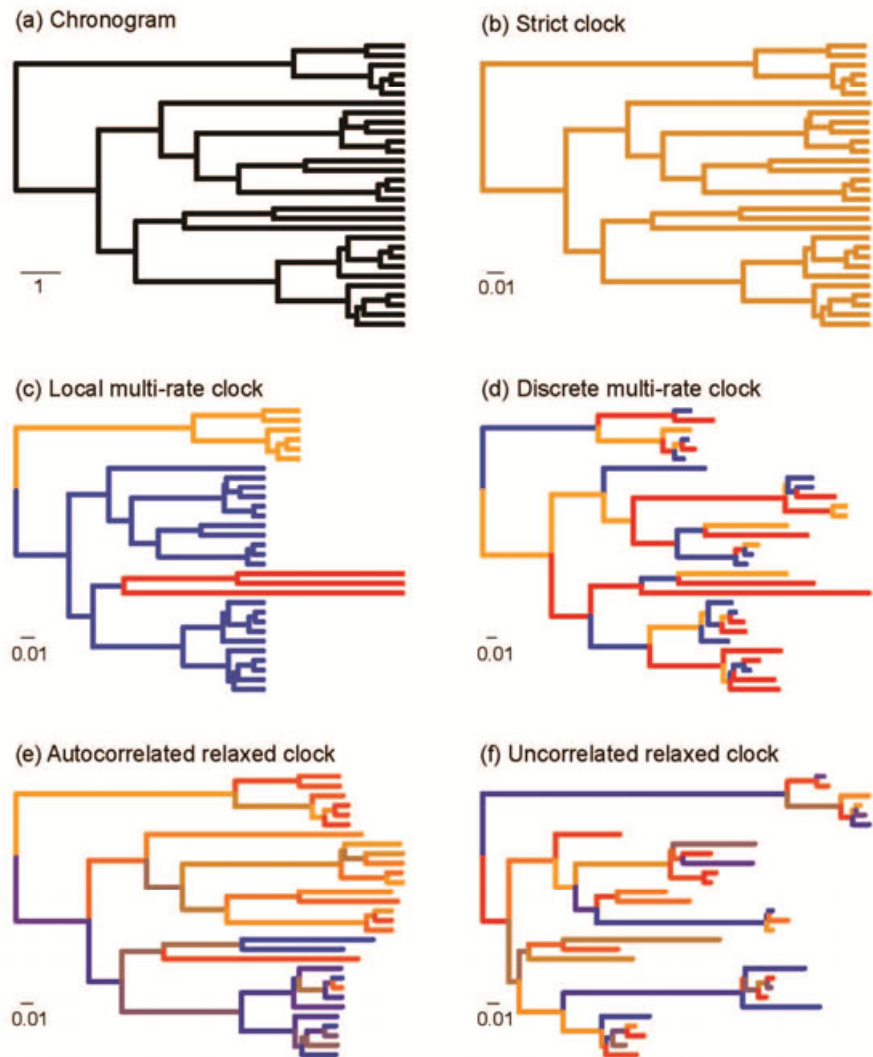 (a) Chronogram
(b) Strict clock
1
0.01
(c) Local multi-rate clock
(d) Discrete multi-rate clock
0.01
0.01
(e) Autocorrelated relaxed clock
(f) Uncorrelated relaxed clock
0.01
0.01